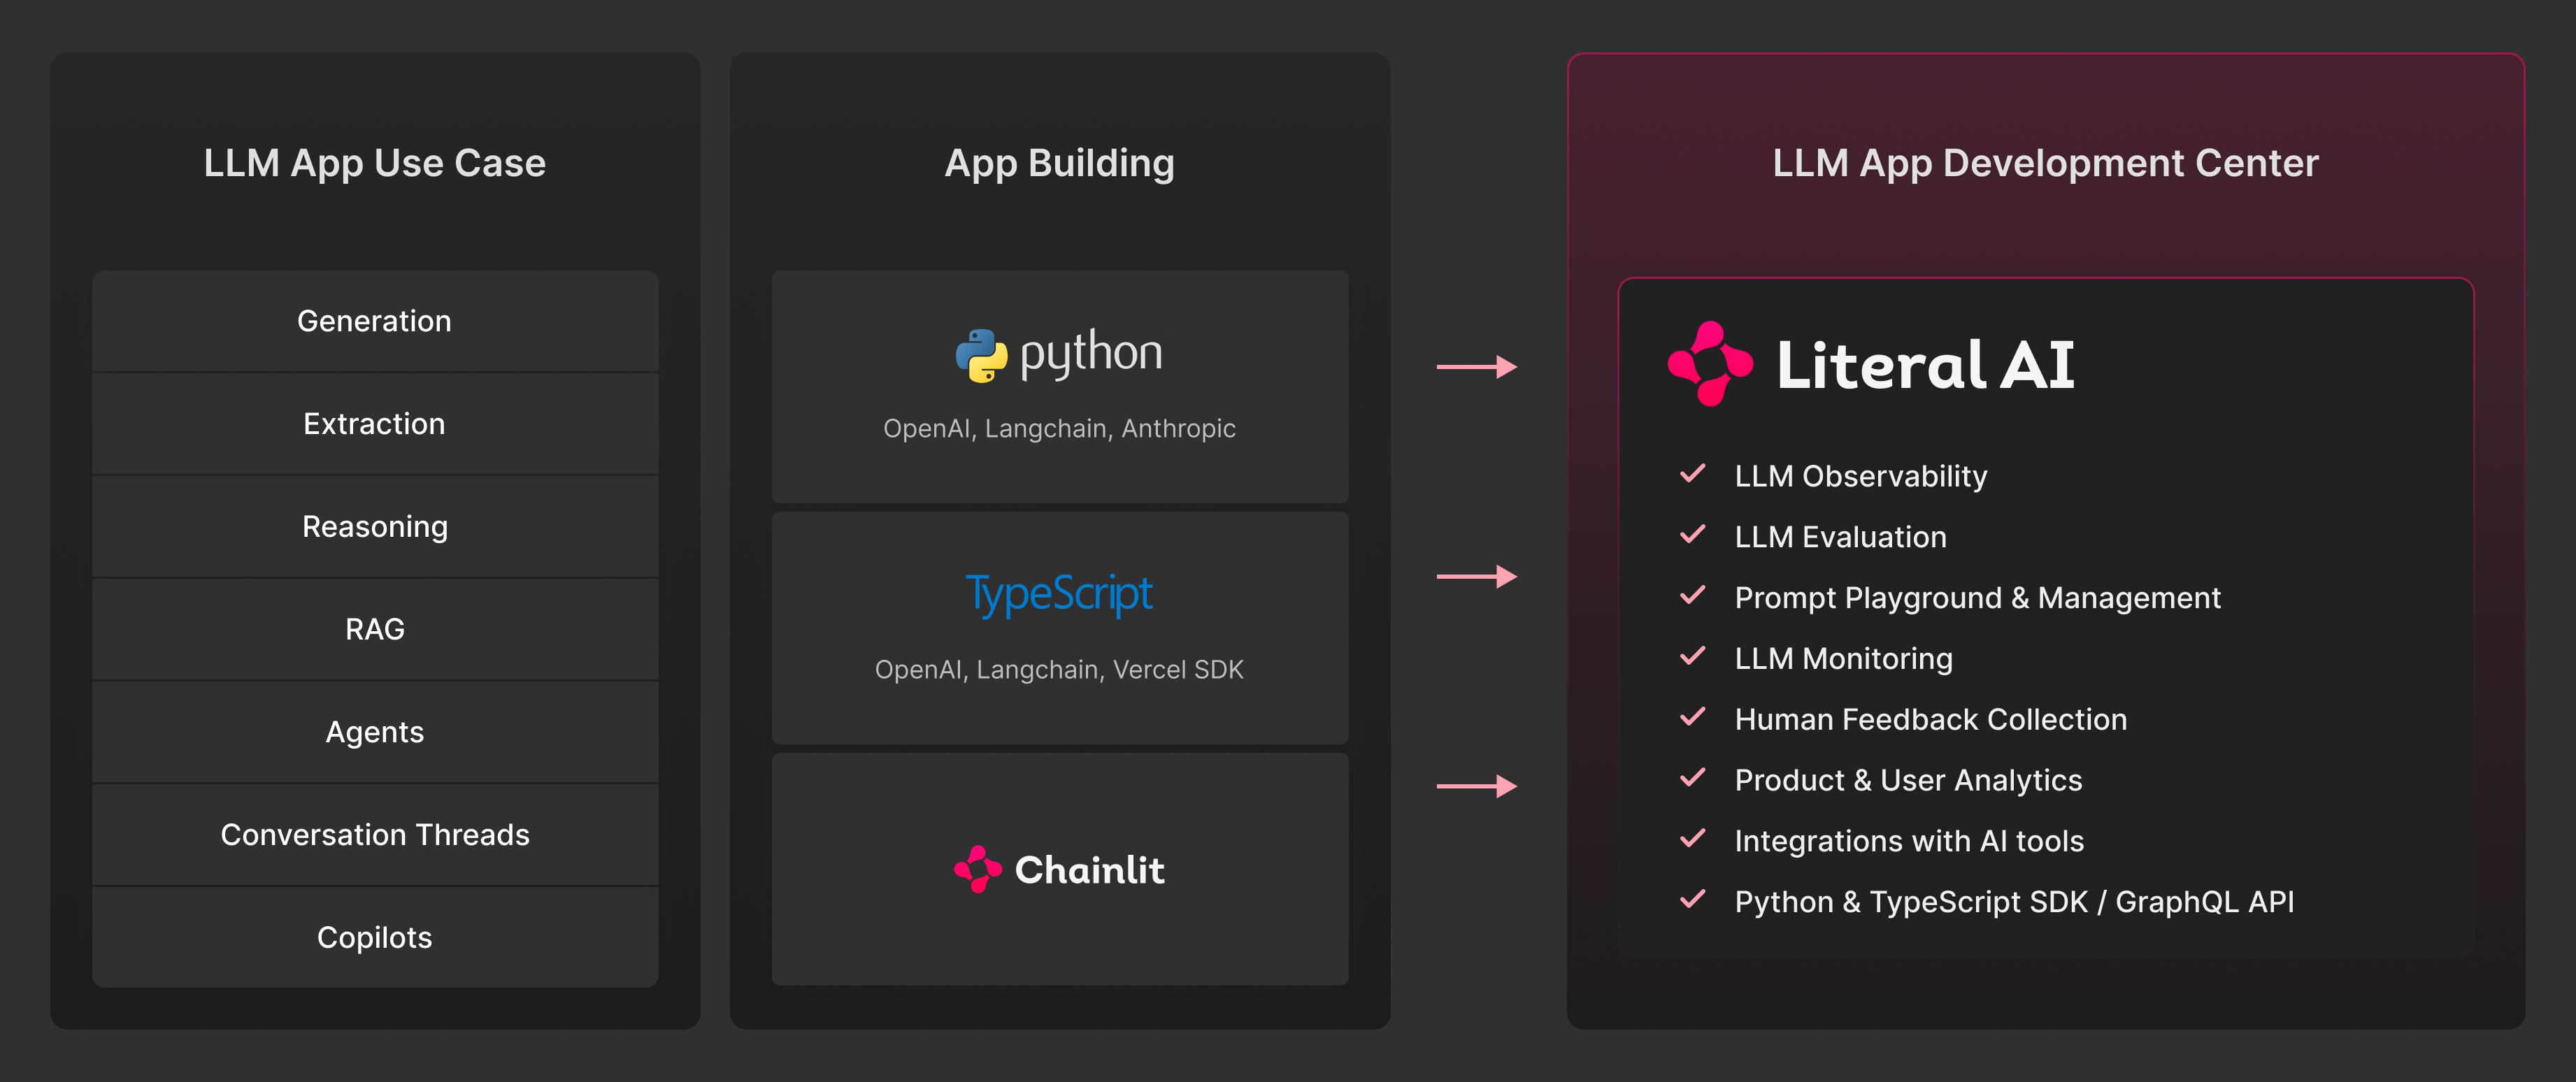 LLM App Use Case
Generation
Extraction
Reasoning
RAG
Agents
Conversation Threads
Copilots
App Building
python
OpenAI, Langchain, Anthropic
TypeScript
OpenAI, Langchain, Vercel SDK
Chainlit
LLM App Development Center
Literal AI
LLM Observability
LLM Evaluation
Prompt Playground & Management
LLM Monitoring
Human Feedback Collection
Product & User Analytics
Integrations with AI tools
Python & TypeScript SDK / GraphQL API